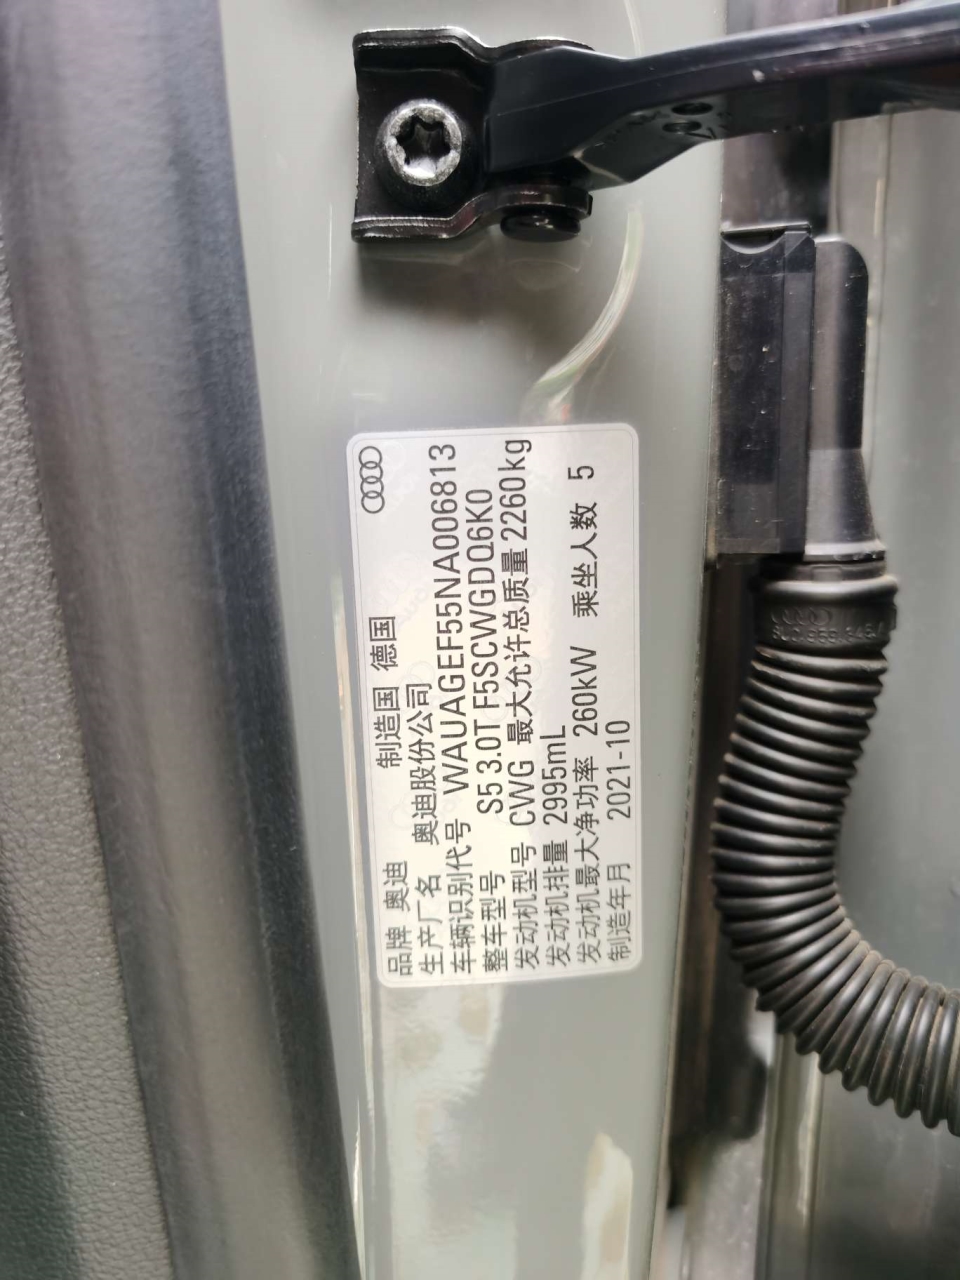 品牌 奥迪 制造国 德国
生产厂名 奥迪股份公司
车辆识别代号 WAUAGEF55NA006813
整车型号 S5 3.0T F5SCWGDQ6K0
发动机型号 CWG 最大允许总质量 2260kg
发动机排量 2995mL
发动机最大净功率 260kW 乘坐人数 5
制造年月 2021-10